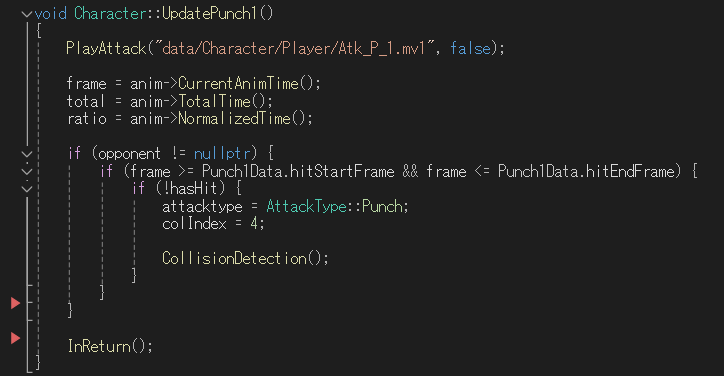 void Character::UpdatePunch1()
{
PlayAttack("data/Character/Player/Atk_P_1.mv1", false);
frame = anim->CurrentAnimTime();
total = anim->TotalTime();
ratio = anim->NormalizedTime();
if (opponent != nullptr) {
if (frame >= Punch1Data.hitStartFrame && frame <= Punch1Data.hitEndFrame) {
if (!hasHit) {
attacktype = AttackType::Punch;
colIndex = 4;
CollisionDetection();
}
}
}
InReturn();
}